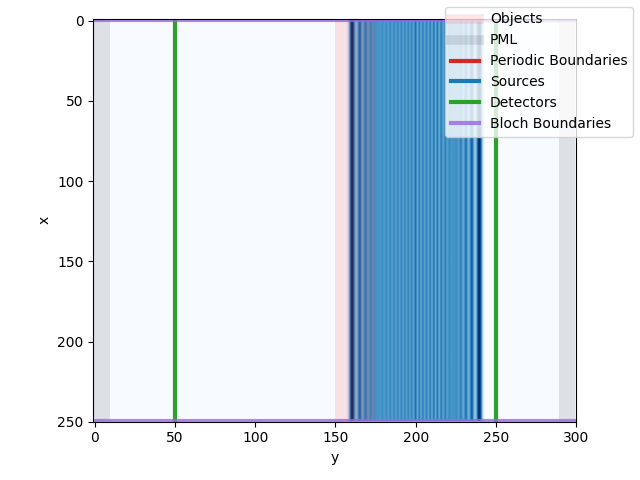 Objects
PML
Periodic Boundaries
Sources
Detectors
Bloch Boundaries
0
50
100
150
200
250
x
0
50
100
150
200
250
300
y